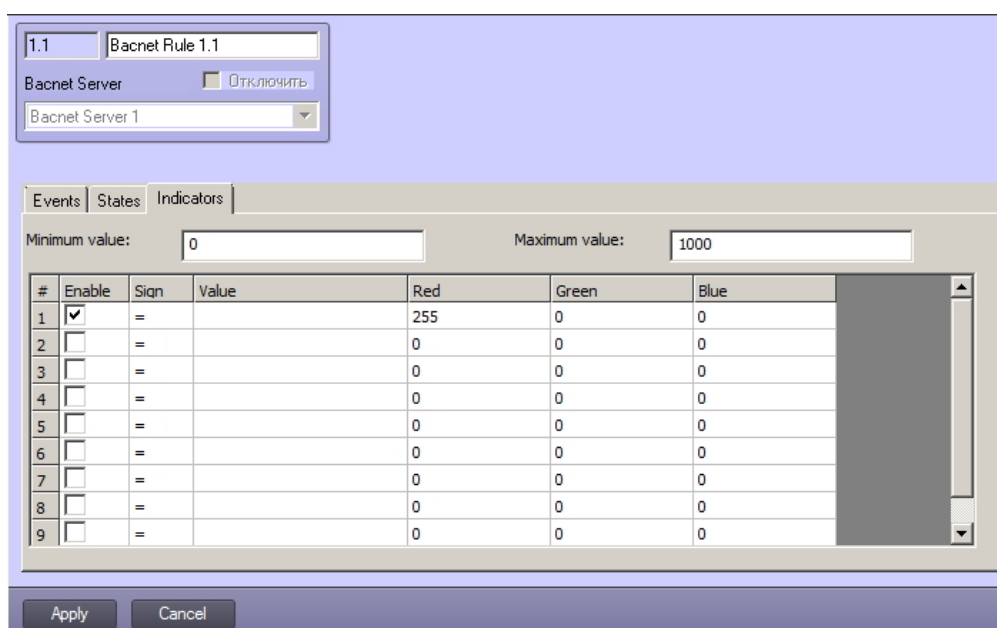 1.1 Bacnet Rule 1.1
Bacnet Server Отключить
Bacnet Server 1
Events States Indicators
Minimum value: 0 Maximum value: 1000
# Enable Sign Value Red Green Blue
1 = 255 0 0
2 = 0 0 0
3 = 0 0 0
4 = 0 0 0
5 = 0 0 0
6 = 0 0 0
7 = 0 0 0
8 = 0 0 0
9 = 0 0 0
Apply Cancel